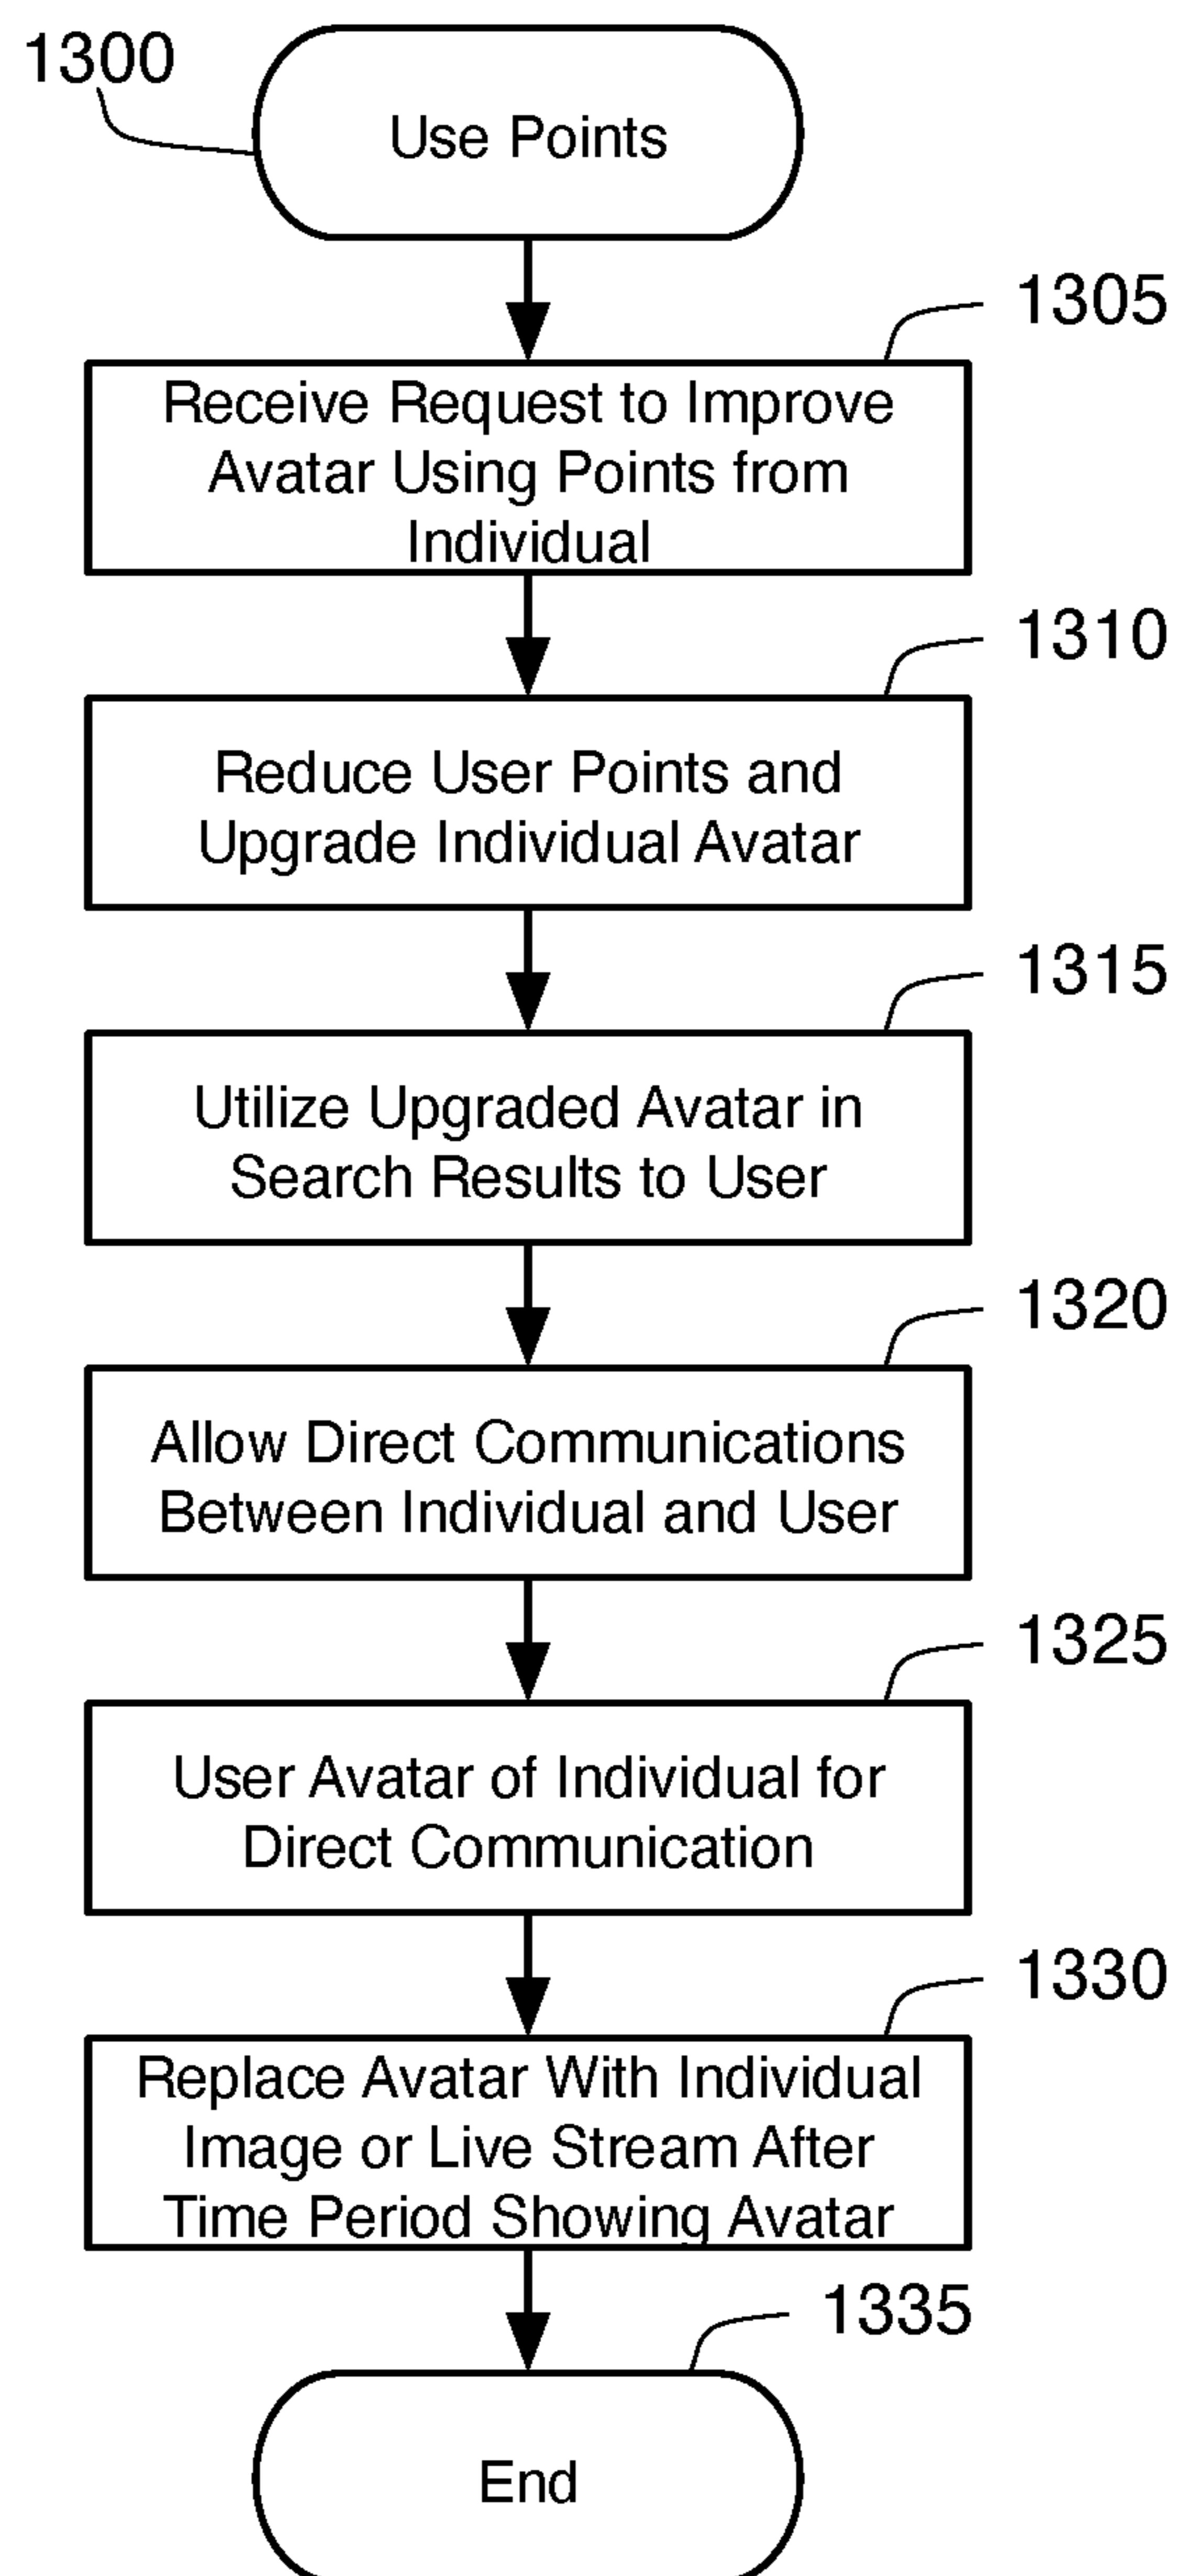 1300
Use Points
1305
Receive Request to Improve
Avatar Using Points from
Individual
1310
Reduce User Points and
Upgrade Individual Avatar
1315
Utilize Upgraded Avatar in
Search Results to User
1320
Allow Direct Communications
Between Individual and User
1325
User Avatar of Individual for
Direct Communication
1330
Replace Avatar With Individual
Image or Live Stream After
Time Period Showing Avatar
1335
End